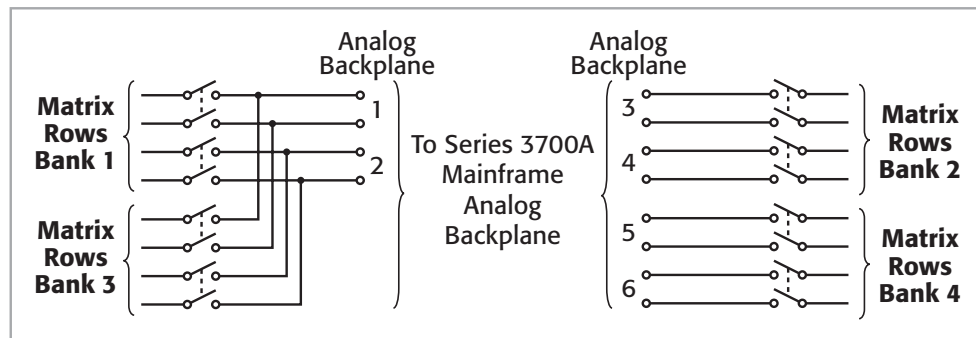 Analog
Backplane
Analog
Backplane
Matrix
Rows
Bank 1
1
2
Matrix
Rows
Bank 3
To Series 3700A
Mainframe
Analog
Backplane
3
4
5
6
Matrix
Rows
Bank 2
Matrix
Rows
Bank 4